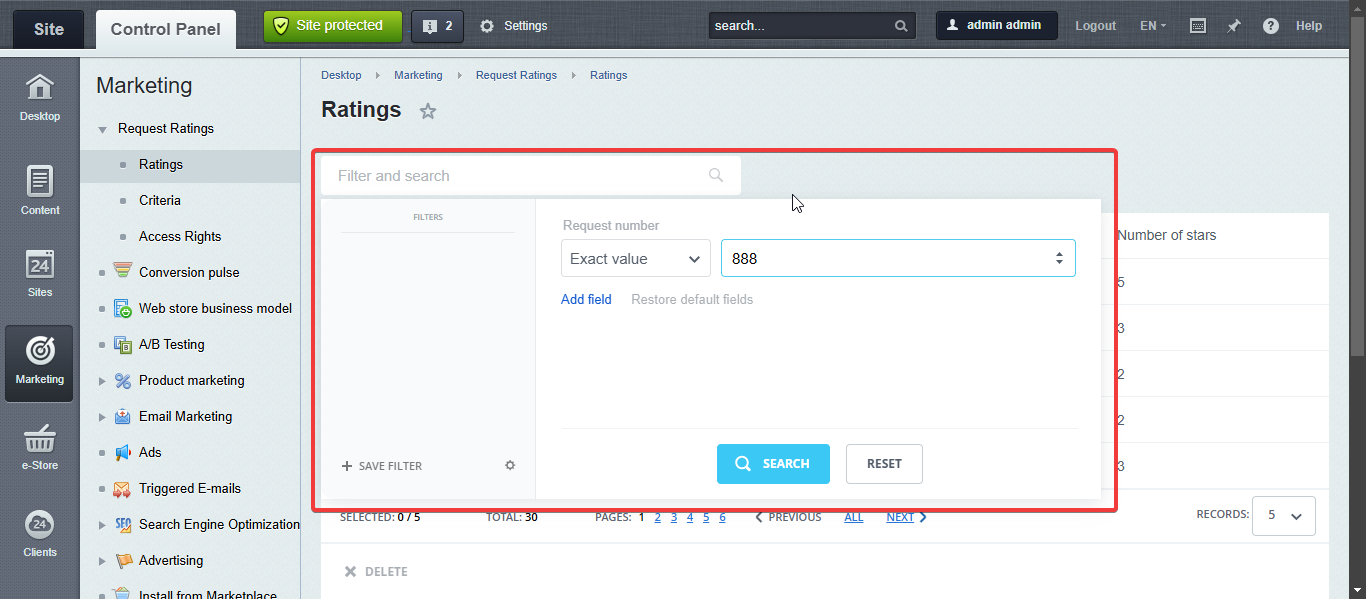 Site
Control Panel
Site protected
2
Settings
search...
admin admin
Logout
EN
?
Help
Desktop
Content
24
Sites
Marketing
e-Store
24
Clients
Marketing
Request Ratings
Ratings
Criteria
Access Rights
Conversion pulse
Web store business model
A/B Testing
Product marketing
Email Marketing
Ads
Triggered E-mails
SEO Search Engine Optimization
Advertising
Install from Marketplace
Desktop Marketing Request Ratings Ratings
Ratings
Filter and search
FILTERS
SAVE FILTER
Request number
Exact value
888
Add field Restore default fields
SEARCH RESET
Number of stars
5
3
2
2
3
SELECTED: 0 / 5 TOTAL: 30 PAGES: 1 2 3 4 5 6 PREVIOUS ALL NEXT
RECORDS: 5
DELETE